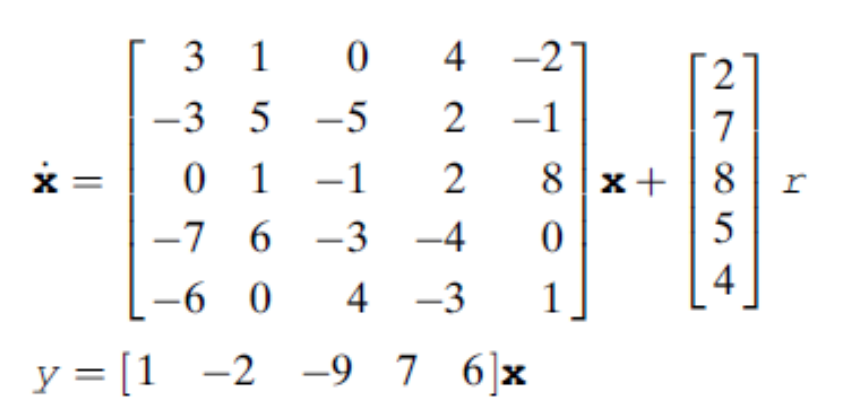 ẋ = [ 3 1 0 4 −2
−3 5 −5 2 −1
0 1 −1 2 8
−7 6 −3 −4 0
−6 0 4 −3 1 ] x + [ 2 7 8 5 4 ] r
y = [1 −2 −9 7 6]x